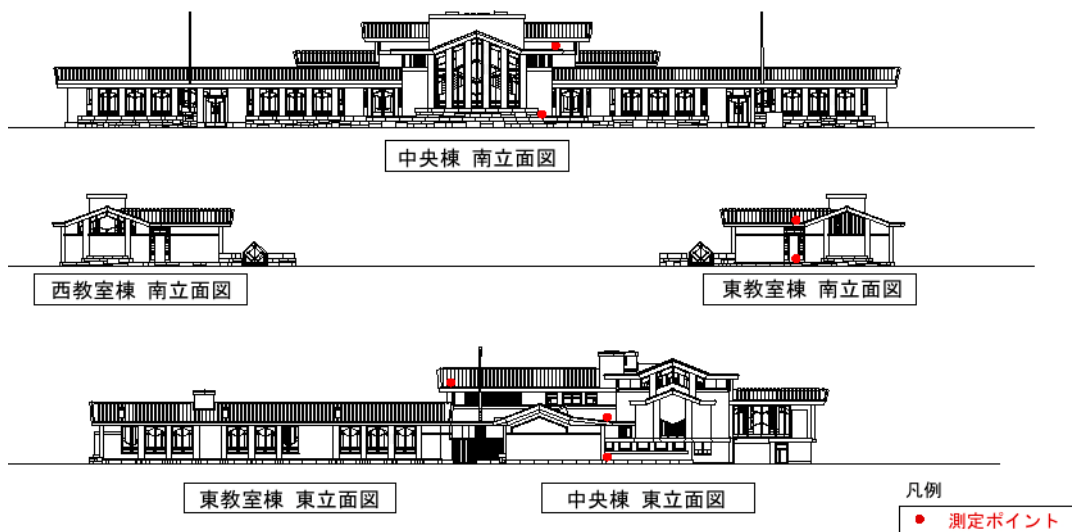 中央棟 南立面図
西教室棟 南立面図
東教室棟 南立面図
東教室棟 東立面図
中央棟 東立面図
凡例
測定ポイント